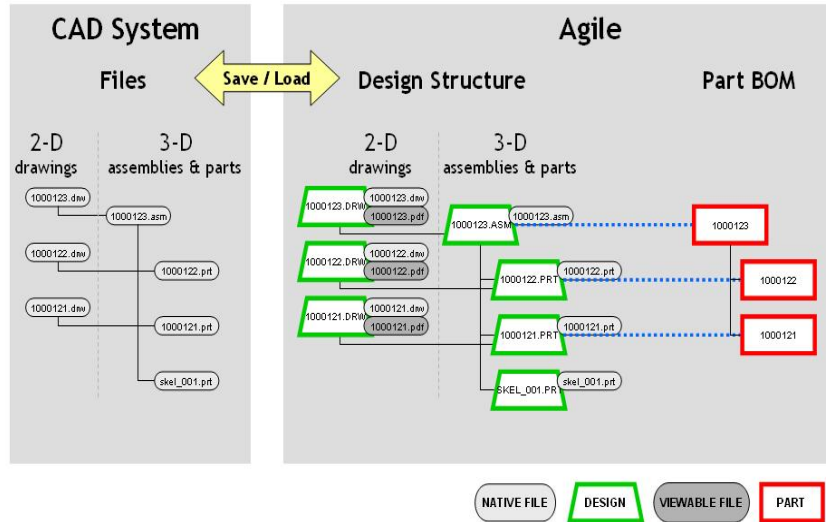 CAD System
Agile
Files
Save / Load
Design Structure
Part BOM
2-D
drawings
3-D
assemblies & parts
2-D
drawings
3-D
assemblies & parts
1000123.drw
1000123.asm
1000122.drw
1000122.prt
1000121.drw
1000121.prt
skel_001.prt
1000123.DRW
1000123.drw
1000123.pdf
1000123.ASM
1000123.asm
1000123
1000122.DRW
1000122.drw
1000122.pdf
1000122.PRT
1000122.prt
1000122
1000121.DRW
1000121.drw
1000121.pdf
1000121.PRT
1000121.prt
1000121
SKEL_001.PRT
skel_001.prt
NATIVE FILE
DESIGN
VIEWABLE FILE
PART